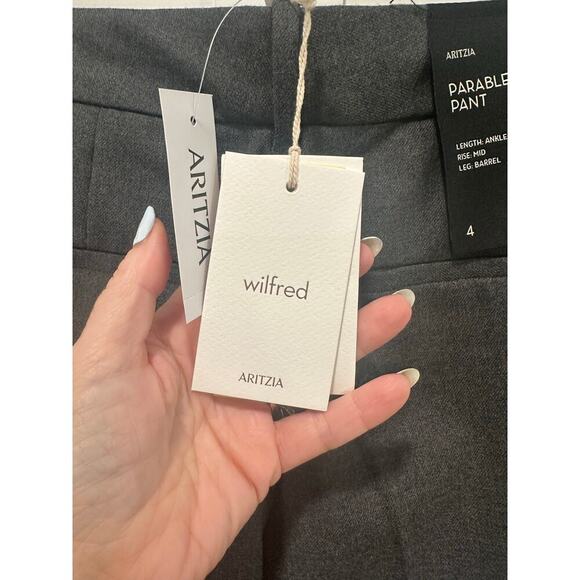 ARITZIA
wilfred
ARITZIA
ARITZIA
PARABLE
PANT
LENGTH: ANKLE
RISE: MID
LEG: BARREL
4